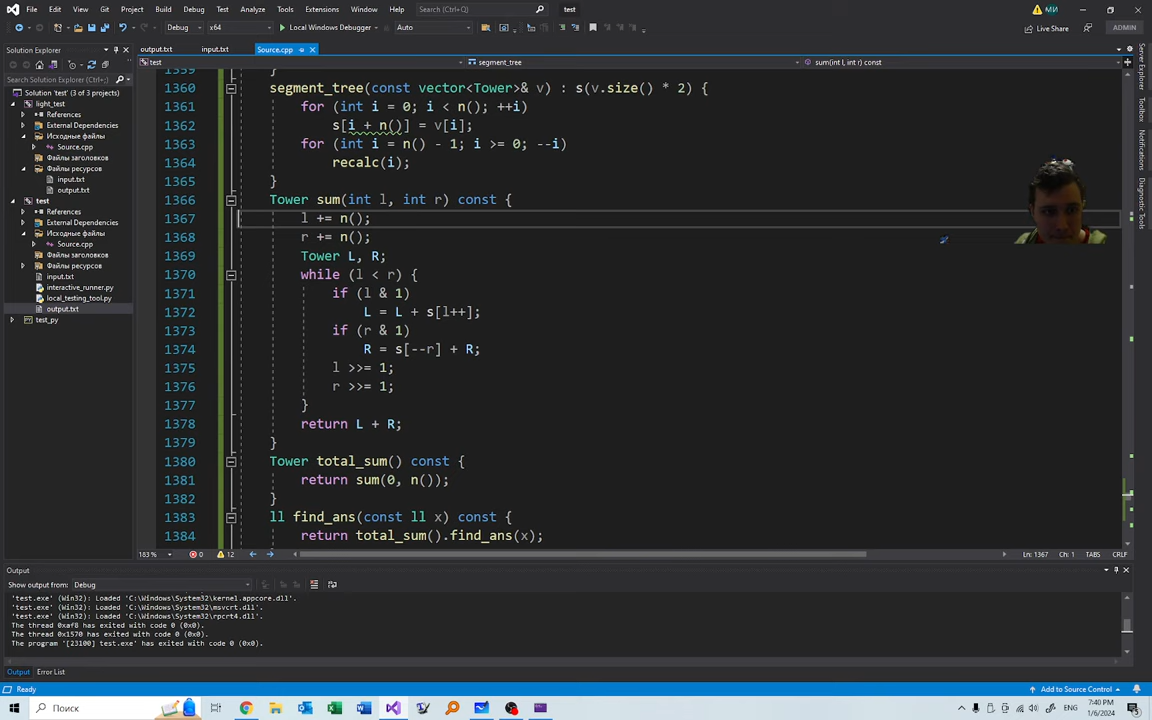 File Edit View Git Project Build Debug Test Analyze Tools Extensions Window Help Search (Ctrl+Q) test МИ
Debug x64 Local Windows Debugger Auto Live Share ADMIN
Solution Explorer
Search Solution Explorer (Ctrl+;)
Solution 'test' (3 of 3 projects)
light_test
References
External Dependencies
Исходные файлы
Source.cpp
Файлы заголовков
Файлы ресурсов
input.txt
output.txt
test
References
External Dependencies
Исходные файлы
Source.cpp
Файлы заголовков
Файлы ресурсов
input.txt
interactive_runner.py
local_testing_tool.py
output.txt
test_py
output.txt input.txt Source.cpp
test segment_tree sum(int l, int r) const
1359
1360 segment_tree(const vector<Tower>& v) : s(v.size() * 2) {
1361 for (int i = 0; i < n(); ++i)
1362 s[i + n()] = v[i];
1363 for (int i = n() - 1; i >= 0; --i)
1364 recalc(i);
1365 }
1366 Tower sum(int l, int r) const {
1367 l += n();
1368 r += n();
1369 Tower L, R;
1370 while (l < r) {
1371 if (l & 1)
1372 L = L + s[l++];
1373 if (r & 1)
1374 R = s[--r] + R;
1375 l >>= 1;
1376 r >>= 1;
1377 }
1378 return L + R;
1379 }
1380 Tower total_sum() const {
1381 return sum(0, n());
1382 }
1383 ll find_ans(const ll x) const {
1384 return total_sum().find_ans(x);
183 % 0 12 Ln: 1367 Ch: 1 TABS CRLF
Server Explorer
Toolbox
Notifications
Diagnostic Tools
Output
Show output from: Debug
'test.exe' (Win32): Loaded 'C:\Windows\System32\kernel.appcore.dll'.
'test.exe' (Win32): Loaded 'C:\Windows\System32\msvcrt.dll'.
'test.exe' (Win32): Loaded 'C:\Windows\System32\rpcrt4.dll'.
The thread 0xaf8 has exited with code 0 (0x0).
The thread 0x1570 has exited with code 0 (0x0).
The program '[23100] test.exe' has exited with code 0 (0x0).
Output Error List
Ready Add to Source Control
Поиск ENG 7:40 PM
1/6/2024 5